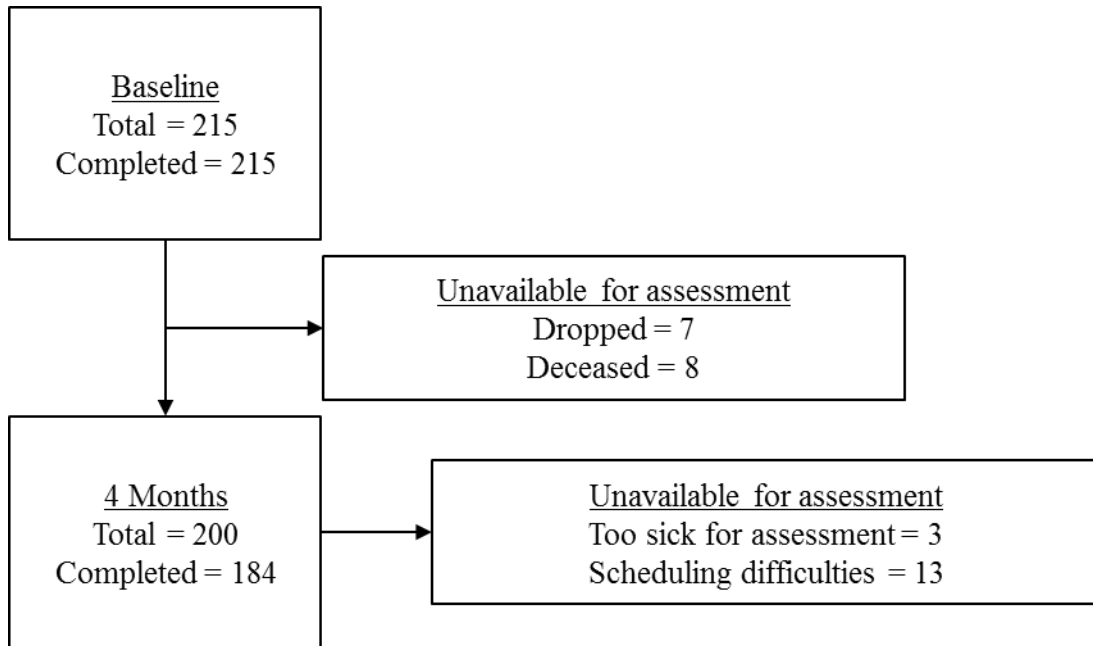 Baseline
Total = 215
Completed = 215
Unavailable for assessment
Dropped = 7
Deceased = 8
4 Months
Total = 200
Completed = 184
Unavailable for assessment
Too sick for assessment = 3
Scheduling difficulties = 13